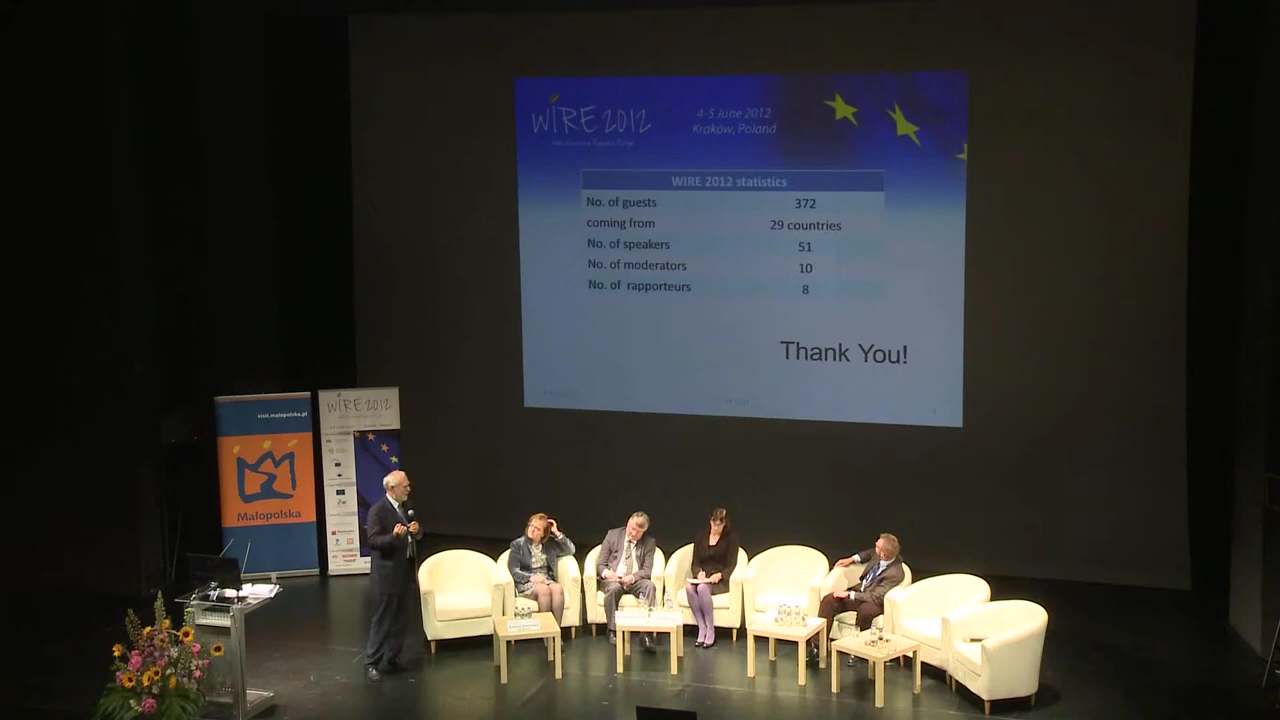 WiRE 2012
4-5 June 2012
Kraków, Poland
WIRE 2012 statistics
No. of guests 372
coming from 29 countries
No. of speakers 51
No. of moderators 10
No. of rapporteurs 8
Thank You!
visit.malopolska.pl
Małopolska
WiRE 2012